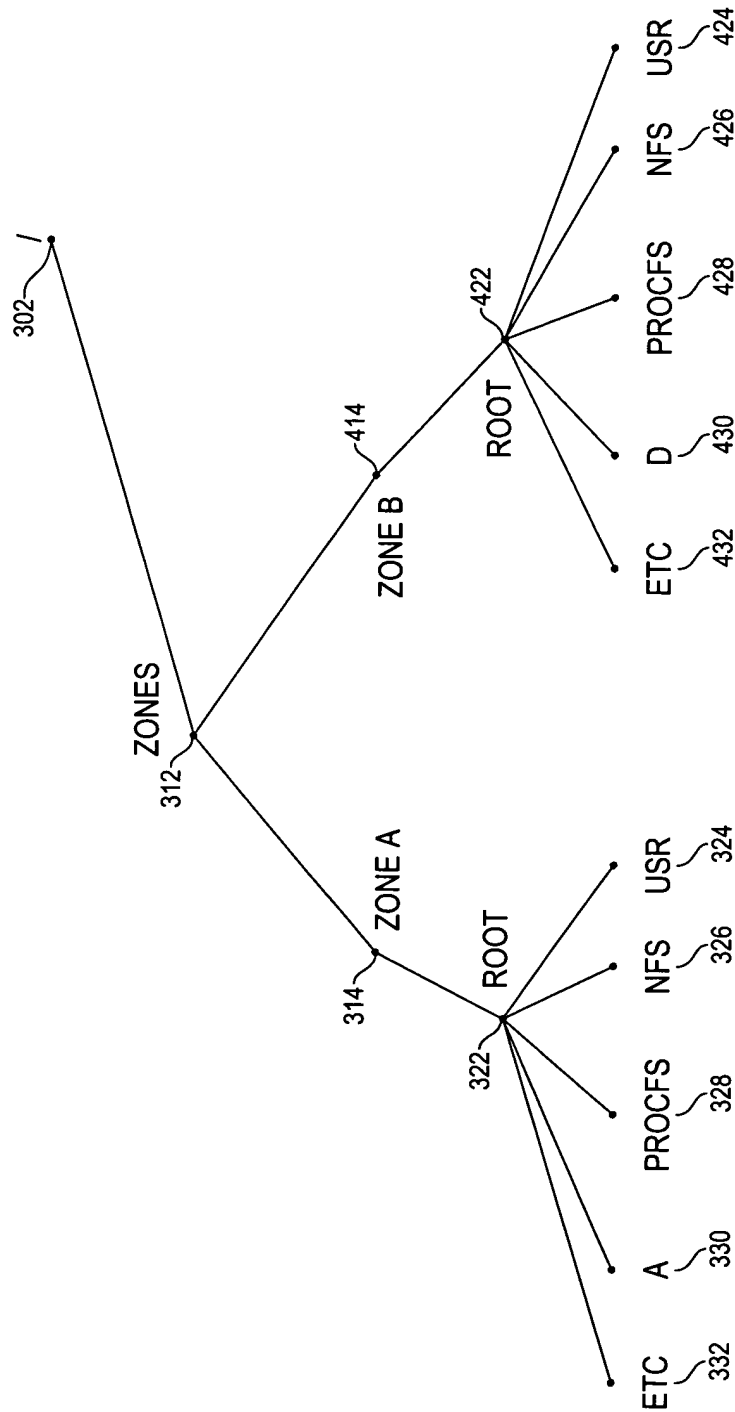 /
302
ZONES
312
314
ZONE A
414
ZONE B
322
ROOT
422
ROOT
ETC
A
PROCFS
NFS
USR
332
330
328
326
324
ETC
D
PROCFS
NFS
USR
432
430
428
426
424